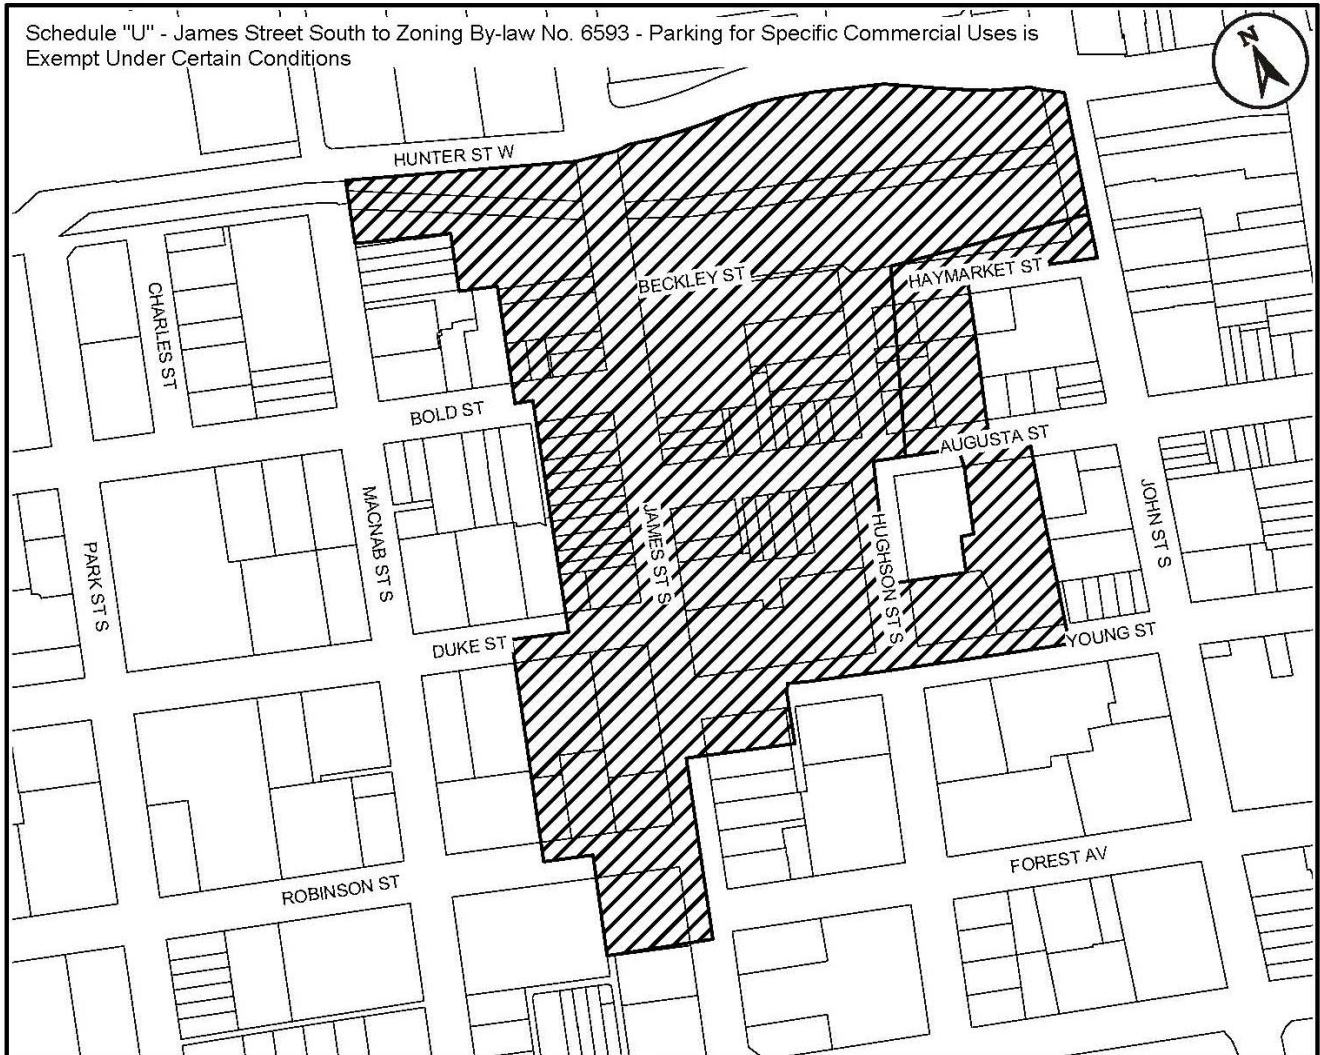 Schedule "U" - James Street South to Zoning By-law No. 6593 - Parking for Specific Commercial Uses is
Exempt Under Certain Conditions
N
HUNTER ST W
BECKLEY ST
HAYMARKET ST
CHARLES ST
BOLD ST
AUGUSTA ST
MACNAB ST S
JAMES ST S
HUGHSON ST S
JOHN ST S
PARK ST S
DUKE ST
YOUNG ST
FOREST AV
ROBINSON ST